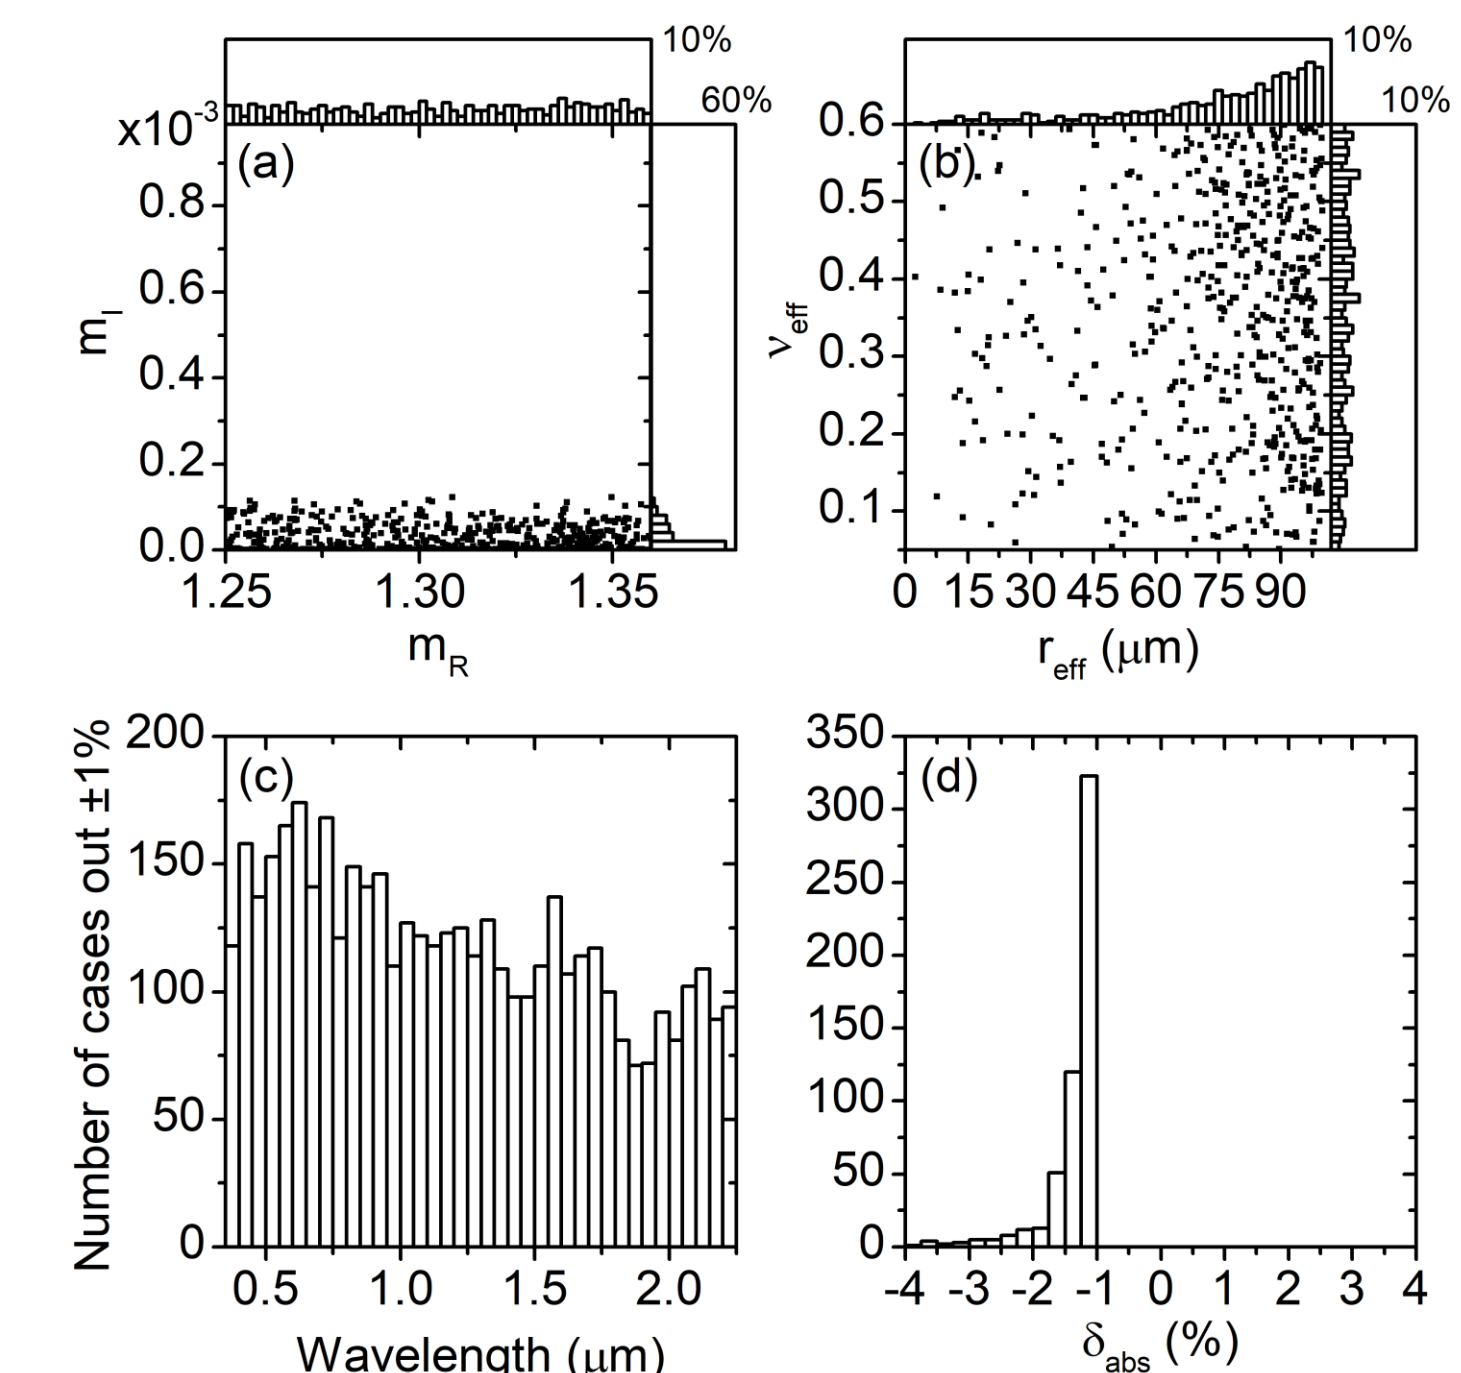 10%
60%
x10-3
(a)
0.8
0.6
0.4
0.2
0.0
mI
1.25 1.30 1.35
mR
10%
10%
0.6
(b)
0.5
0.4
0.3
0.2
0.1
νeff
0 15 30 45 60 75 90
reff (μm)
200
(c)
150
100
50
0
Number of cases out ±1%
0.5 1.0 1.5 2.0
Wavelength (μm)
350
(d)
300
250
200
150
100
50
0
-4 -3 -2 -1 0 1 2 3 4
δabs (%)